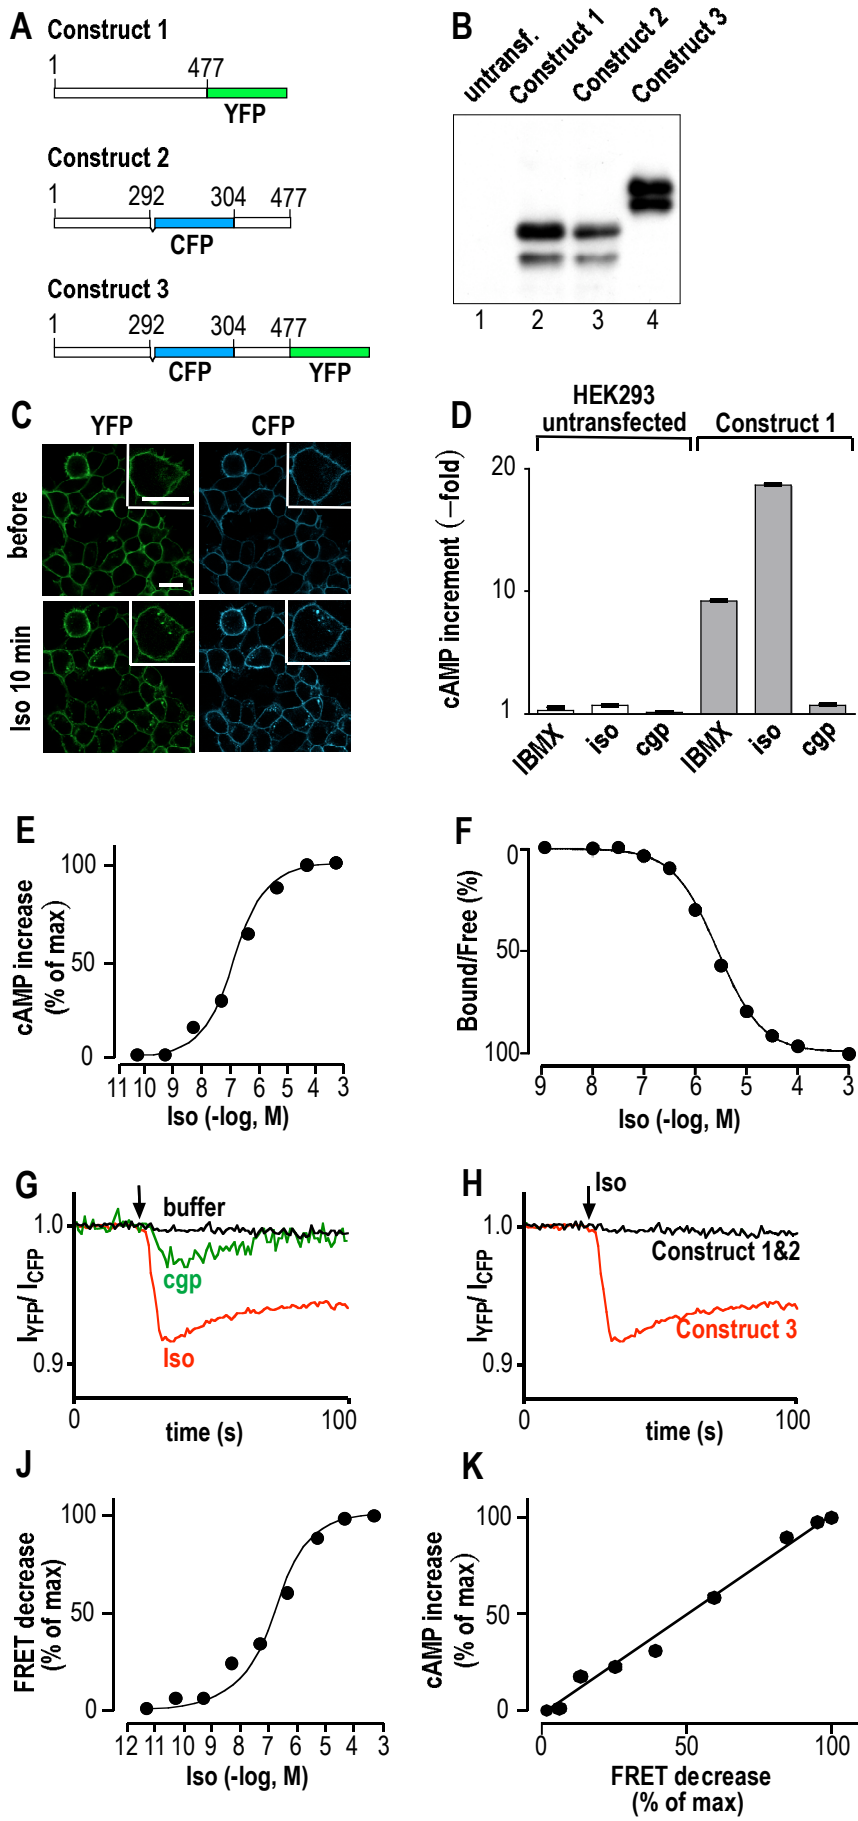 A
Construct 1
1 477
YFP
Construct 2
1 292 304 477
CFP
Construct 3
1 292 304 477
CFP YFP
B
untransf. Construct 1 Construct 2 Construct 3
1 2 3 4
C
YFP CFP
before
Iso 10 min
D
HEK293
untransfected Construct 1
cAMP increment (–fold)
20
10
1
IBMX iso cgp IBMX iso cgp
E
cAMP increase
(% of max)
100
50
0
11 10 9 8 7 6 5 4 3
Iso (-log, M)
F
Bound/Free (%)
0
50
100
9 8 7 6 5 4 3
Iso (-log, M)
G
IYFP/ ICFP
buffer
1.0
cgp
Iso
0.9
0 100
time (s)
H
Iso
IYFP/ ICFP
1.0
Construct 1&2
Construct 3
0.9
0 100
time (s)
J
FRET decrease
(% of max)
100
50
0
12 11 10 9 8 7 6 5 4 3
Iso (-log, M)
K
cAMP increase
(% of max)
100
50
0
0 50 100
FRET decrease
(% of max)